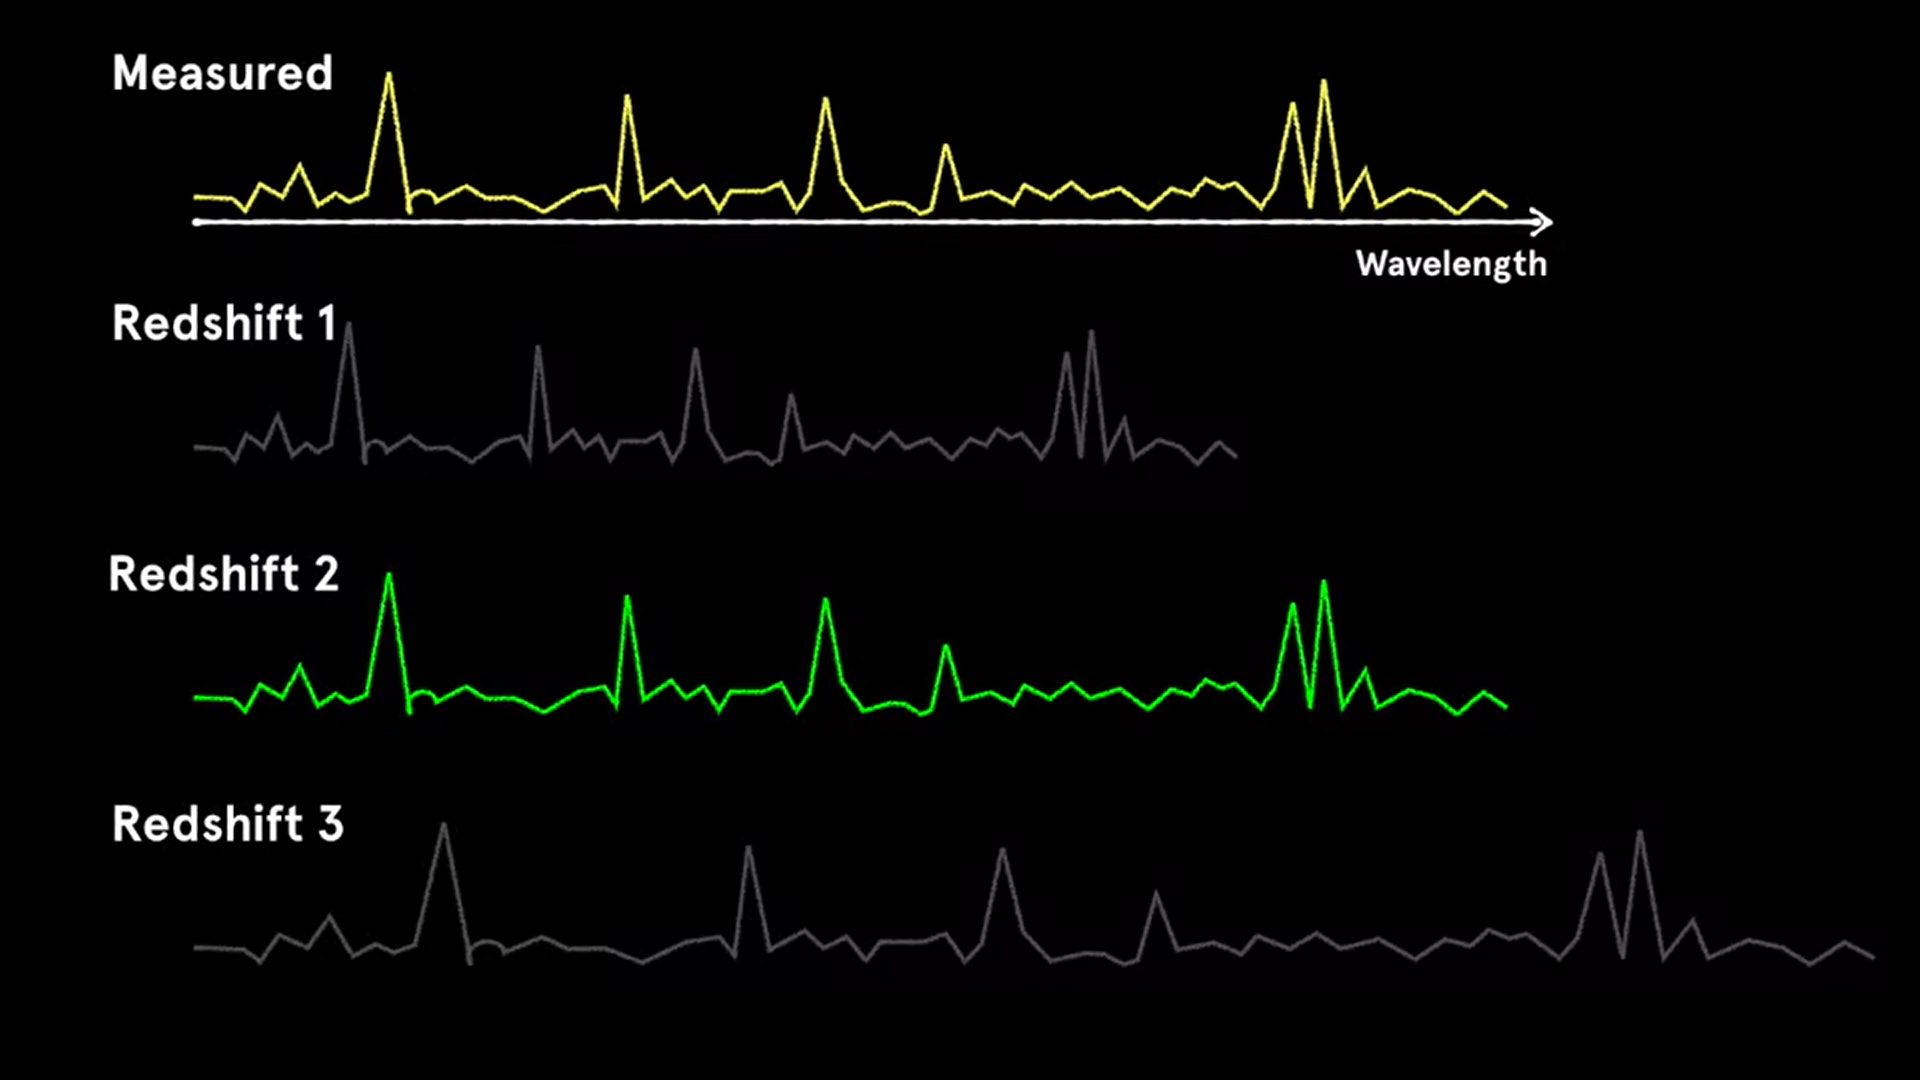 Measured
Wavelength
Redshift 1
Redshift 2
Redshift 3